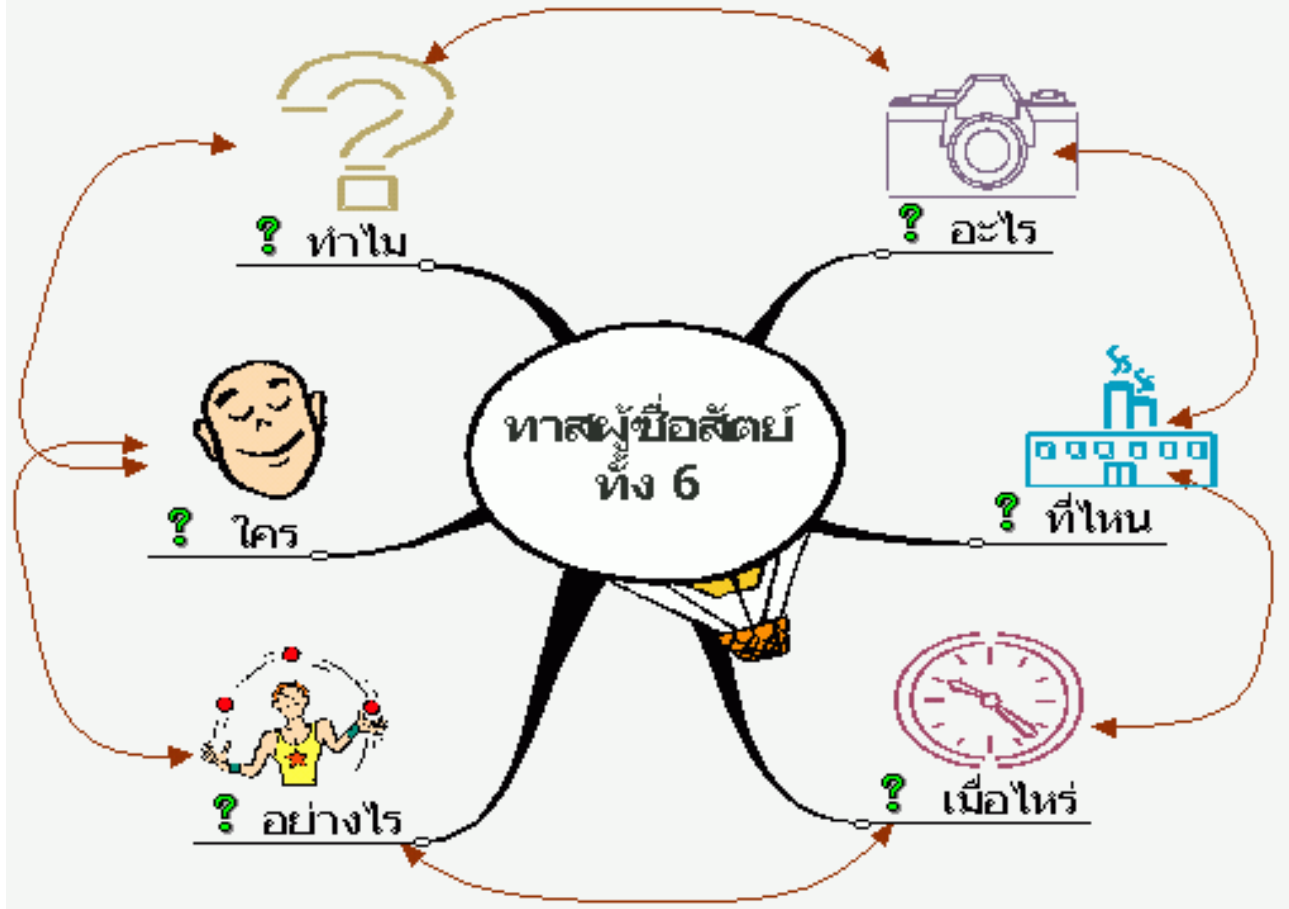 ทาสผู้ซื่อสัตย์
ทั้ง 6
? อะไร
? ที่ไหน
? เมื่อไหร่
? อย่างไร
? ใคร
? ทำไม